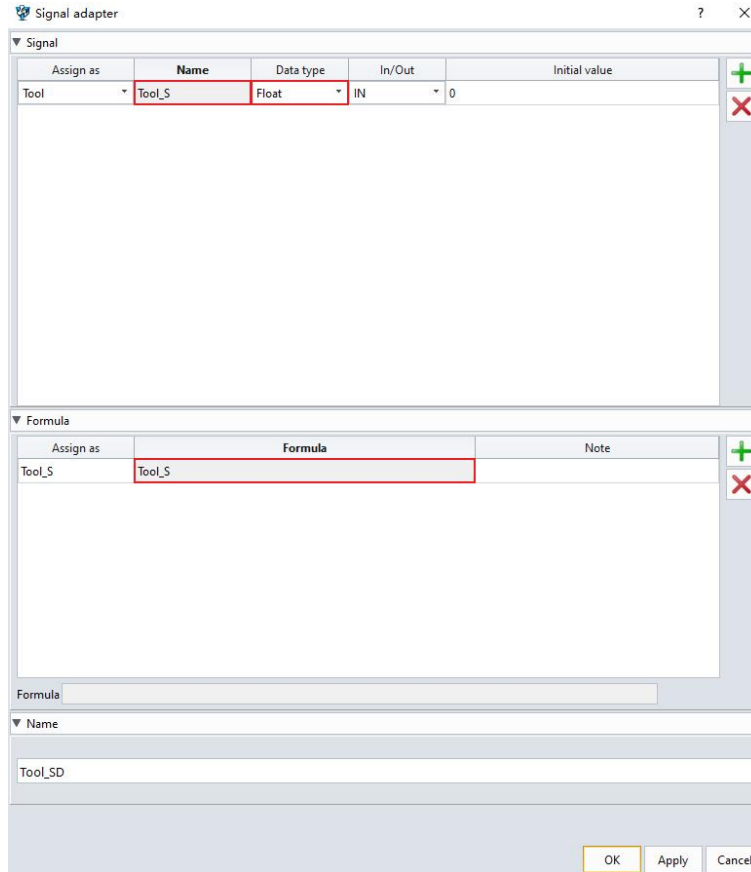 Signal adapter ? ×
Signal
Assign as Name Data type In/Out Initial value
Tool Tool_S Float IN 0
Formula
Assign as Formula Note
Tool_S Tool_S
Formula
Name
Tool_SD
OK Apply Cancel